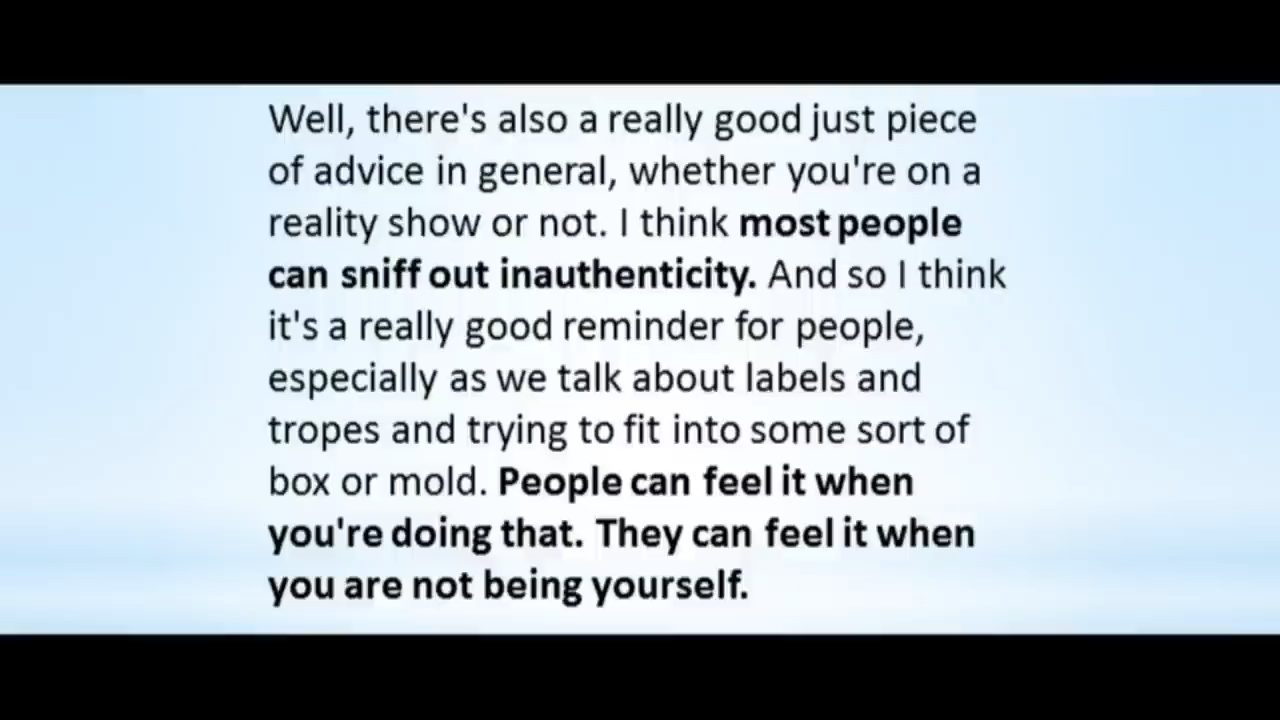 Well, there's also a really good just piece
of advice in general, whether you're on a
reality show or not. I think most people
can sniff out inauthenticity. And so I think
it's a really good reminder for people,
especially as we talk about labels and
tropes and trying to fit into some sort of
box or mold. People can feel it when
you're doing that. They can feel it when
you are not being yourself.